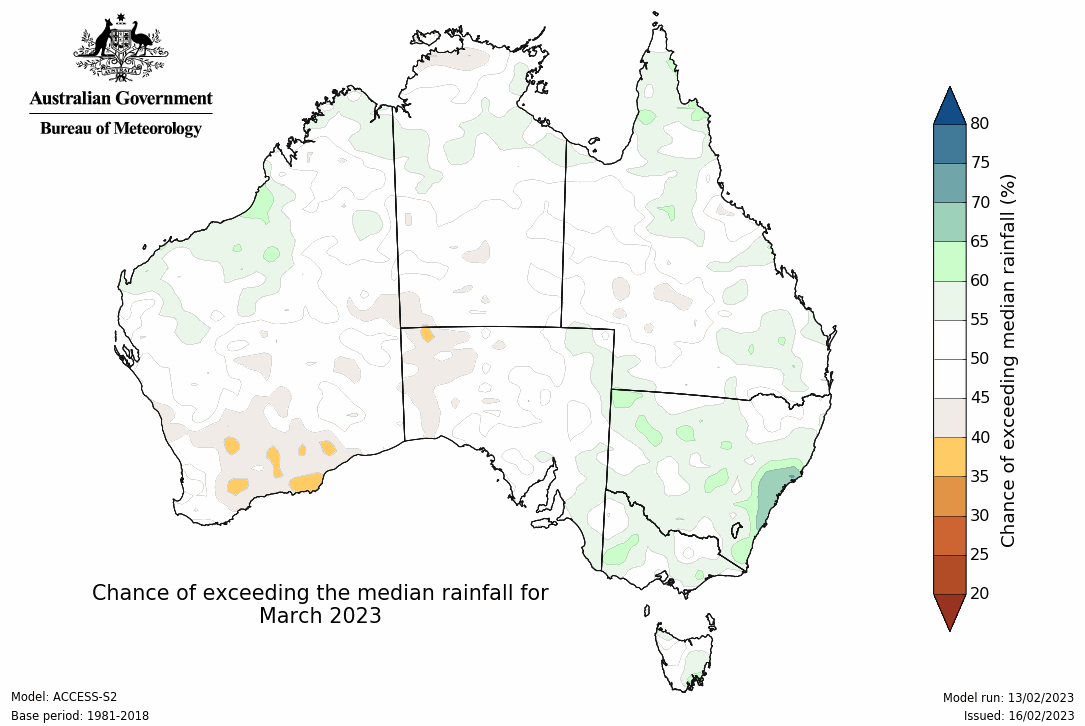 AUSTRALIA
Australian Government
Bureau of Meteorology
80
75
70
65
60
55
50
45
40
35
30
25
20
Chance of exceeding median rainfall (%)
Chance of exceeding the median rainfall for
March 2023
Model: ACCESS-S2
Base period: 1981-2018
Model run: 13/02/2023
Issued: 16/02/2023